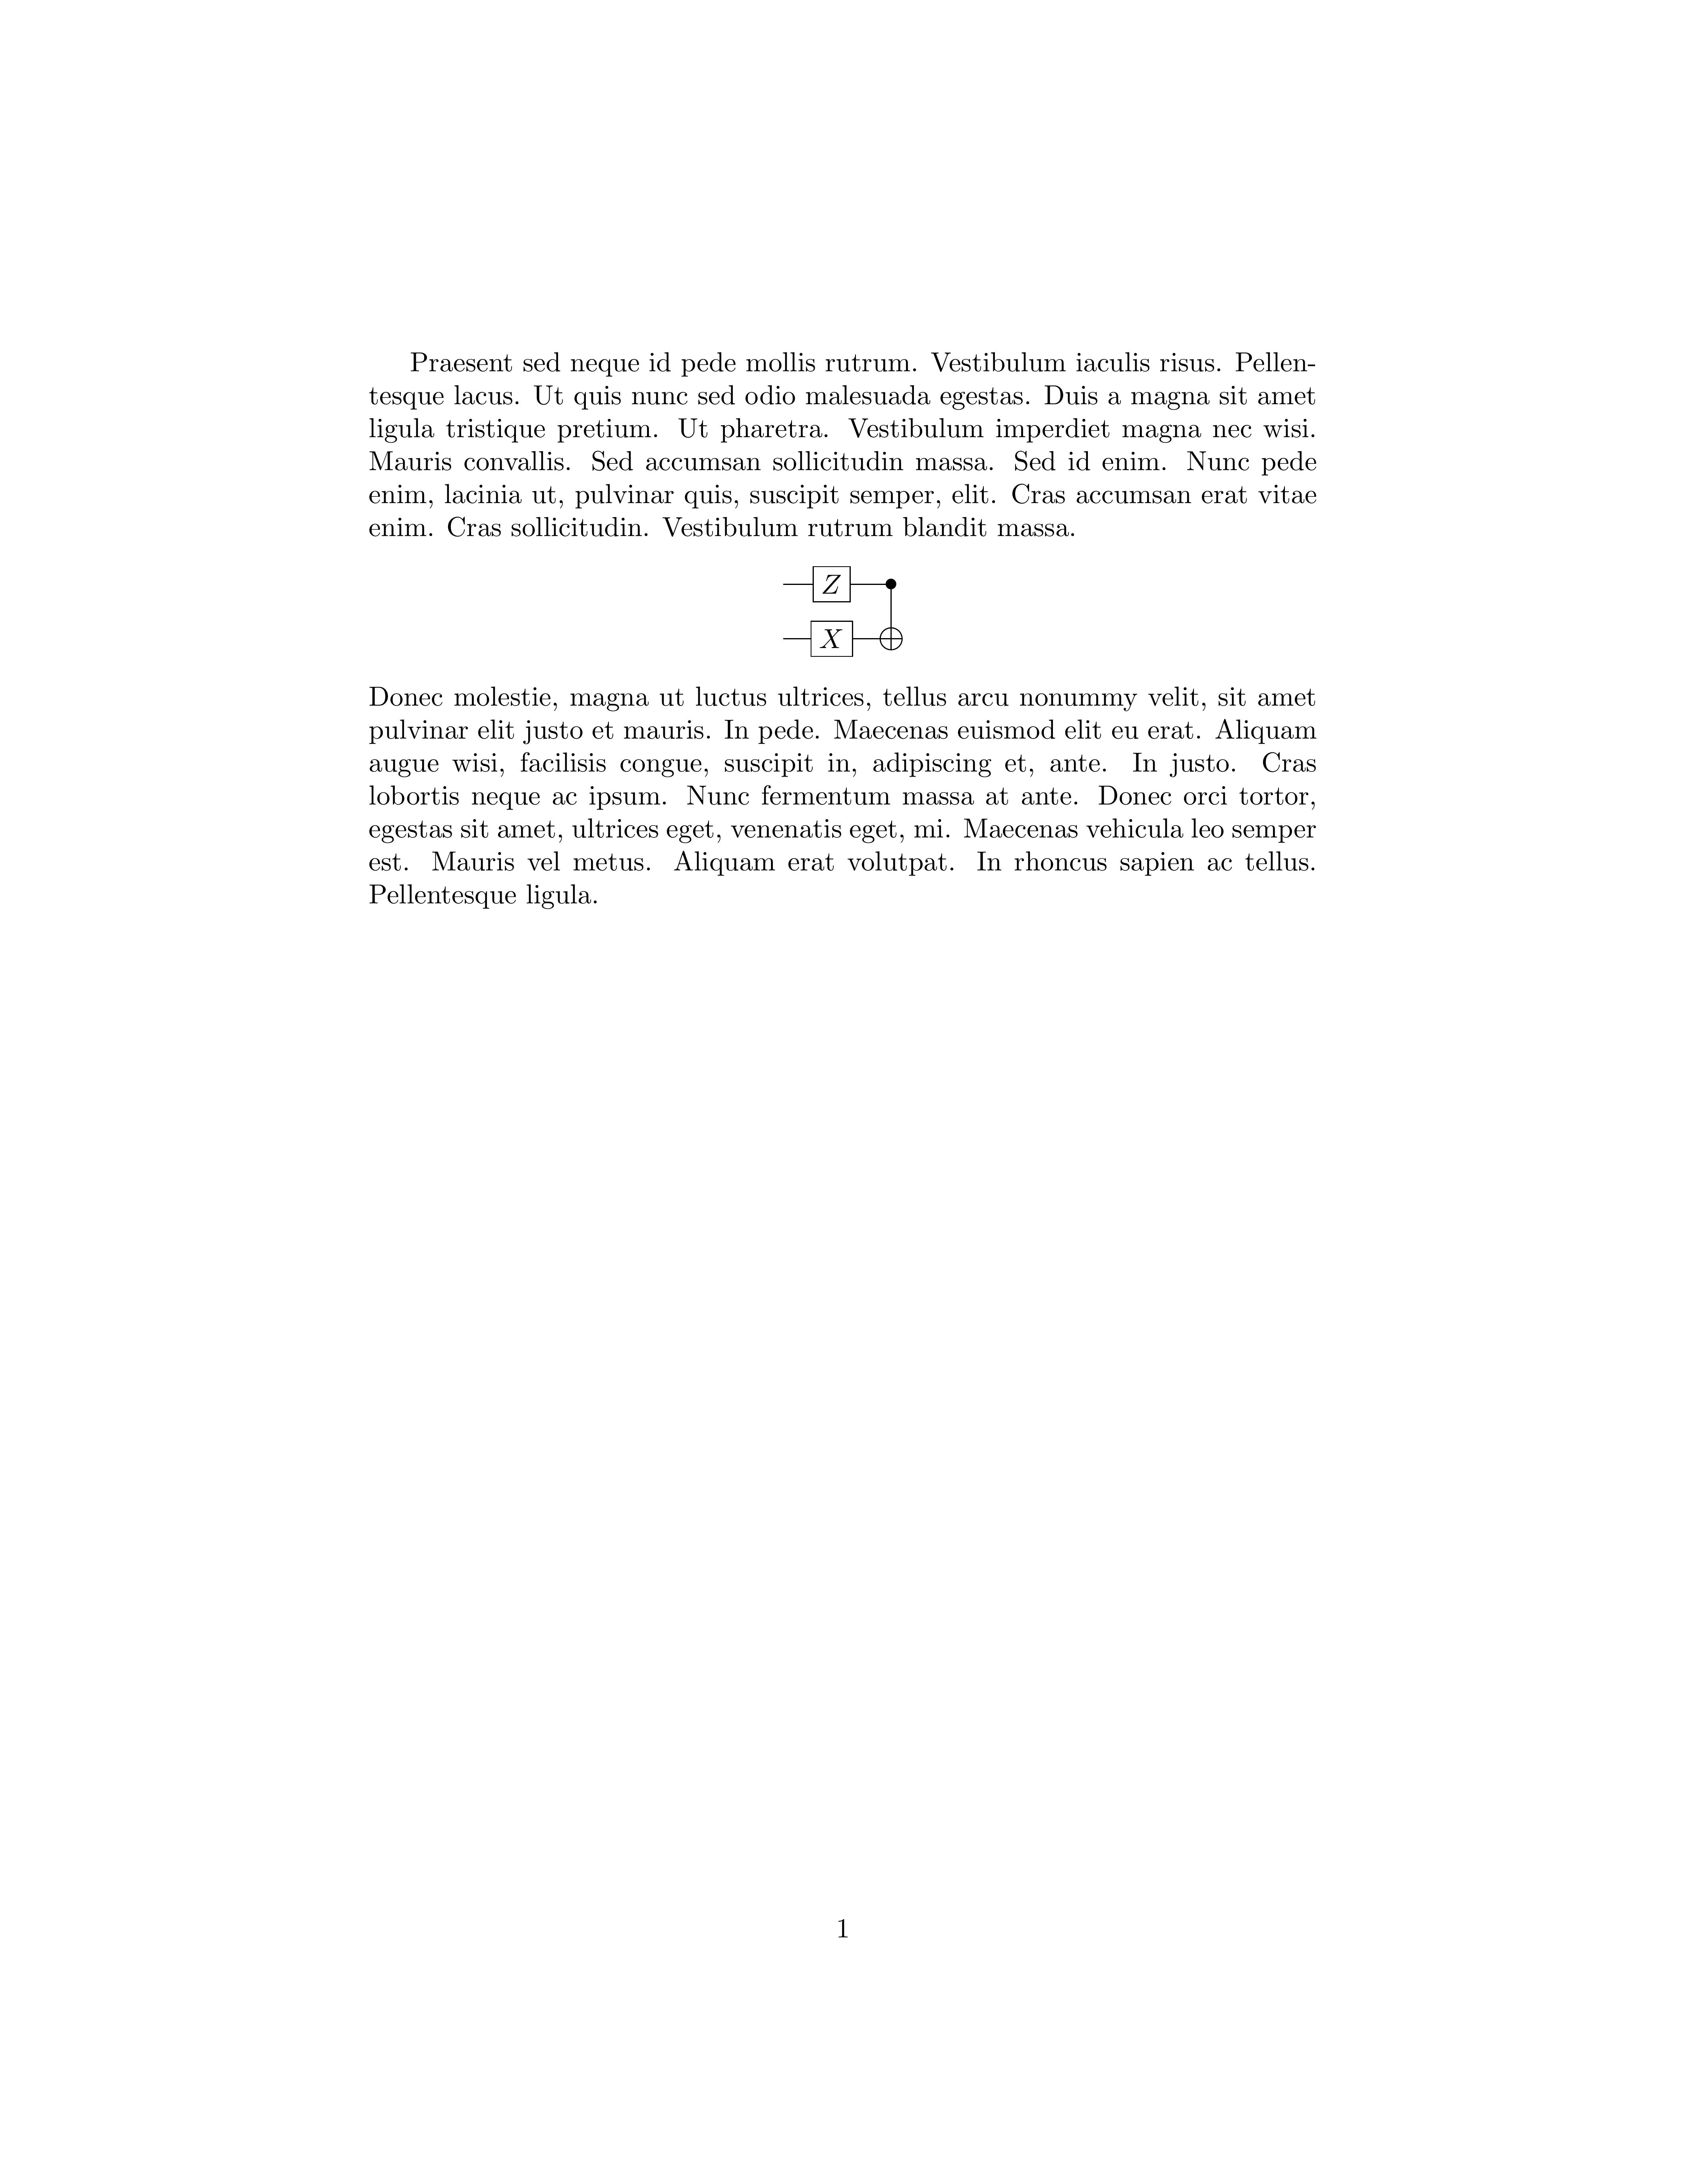 Praesent sed neque id pede mollis rutrum. Vestibulum iaculis risus. Pellen-
tesque lacus. Ut quis nunc sed odio malesuada egestas. Duis a magna sit amet
ligula tristique pretium. Ut pharetra. Vestibulum imperdiet magna nec wisi.
Mauris convallis. Sed accumsan sollicitudin massa. Sed id enim. Nunc pede
enim, lacinia ut, pulvinar quis, suscipit semper, elit. Cras accumsan erat vitae
enim. Cras sollicitudin. Vestibulum rutrum blandit massa.
Z
X
Donec molestie, magna ut luctus ultrices, tellus arcu nonummy velit, sit amet
pulvinar elit justo et mauris. In pede. Maecenas euismod elit eu erat. Aliquam
augue wisi, facilisis congue, suscipit in, adipiscing et, ante. In justo. Cras
lobortis neque ac ipsum. Nunc fermentum massa at ante. Donec orci tortor,
egestas sit amet, ultrices eget, venenatis eget, mi. Maecenas vehicula leo semper
est. Mauris vel metus. Aliquam erat volutpat. In rhoncus sapien ac tellus.
Pellentesque ligula.
1